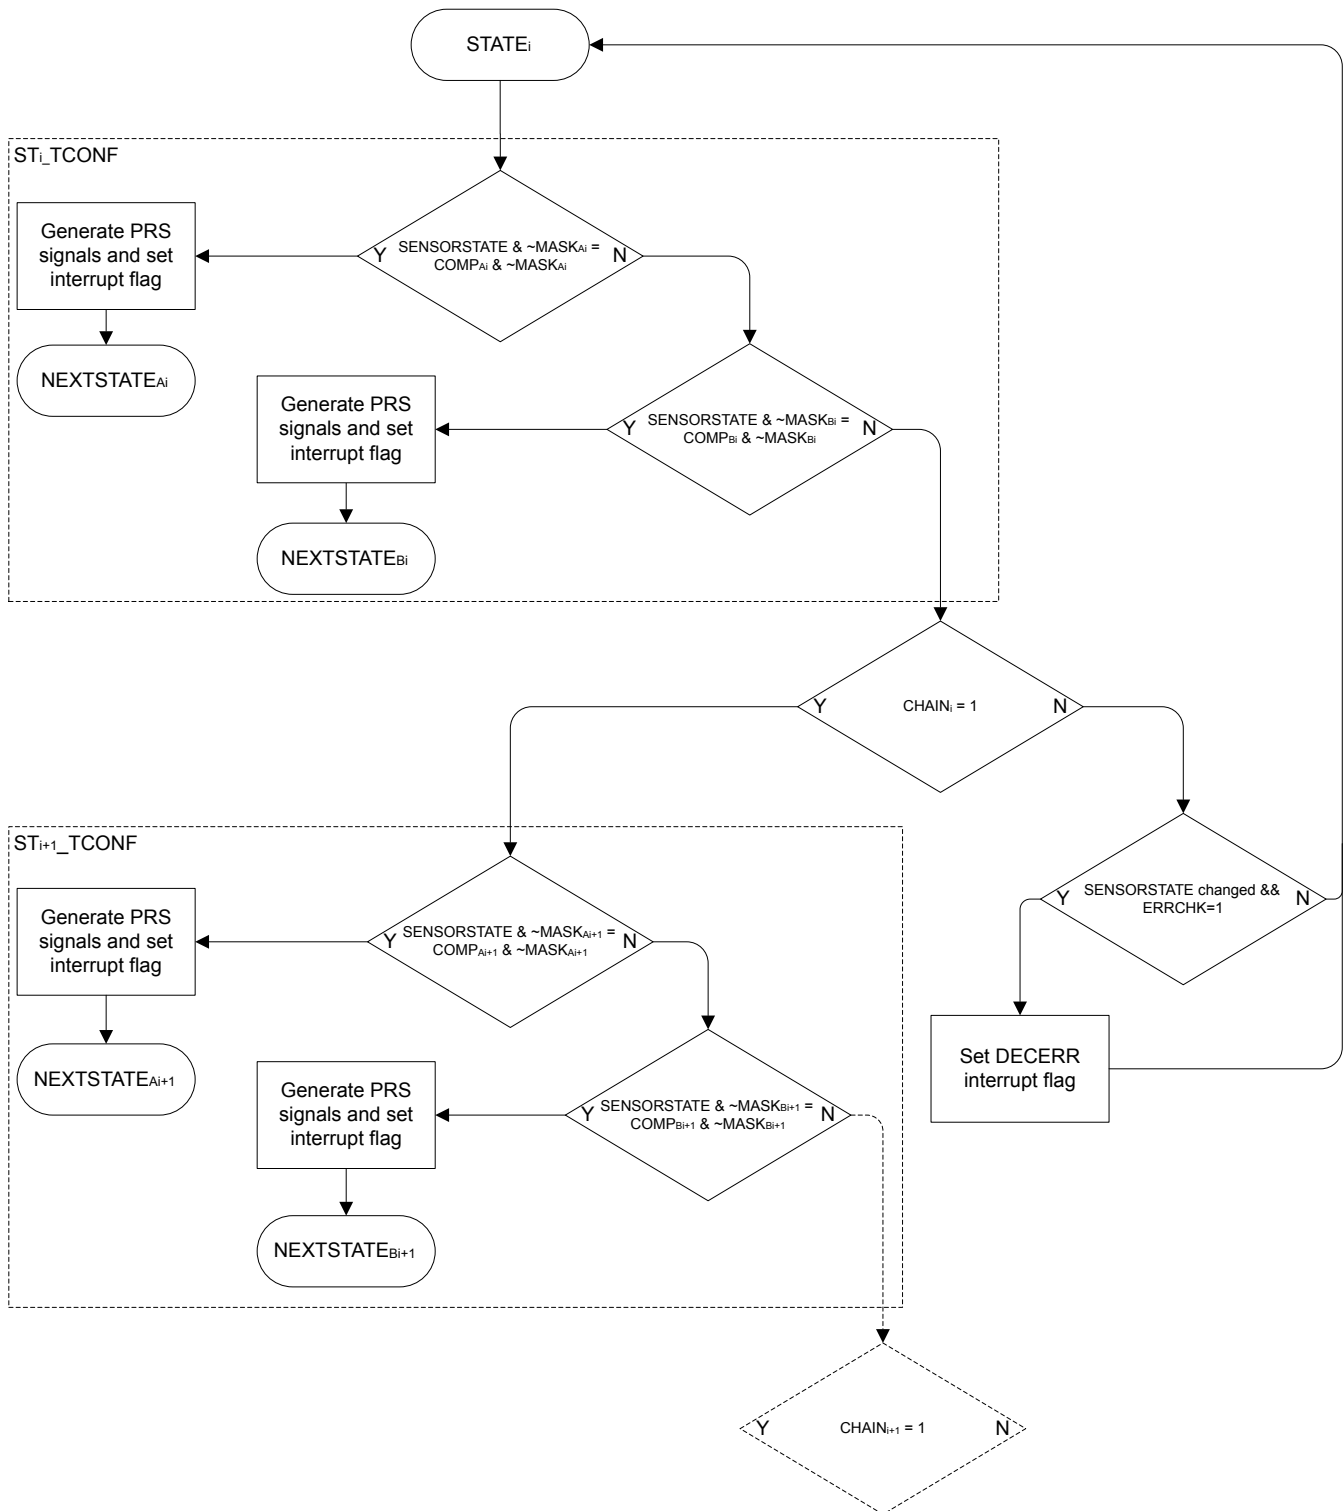 STATEi
STi_TCONF
Generate PRS
signals and set
interrupt flag
Y
SENSORSTATE & ~MASKAi =
COMPAi & ~MASKAi
N
NEXTSTATEAi
Generate PRS
signals and set
interrupt flag
Y
SENSORSTATE & ~MASKBi =
COMPBi & ~MASKBi
N
NEXTSTATEBi
Y
CHAINi = 1
N
STi+1_TCONF
Y
SENSORSTATE changed &&
ERRCHK=1
N
Generate PRS
signals and set
interrupt flag
Y
SENSORSTATE & ~MASKAi+1 =
COMPAi+1 & ~MASKAi+1
N
Set DECERR
interrupt flag
NEXTSTATEAi+1
Generate PRS
signals and set
interrupt flag
Y
SENSORSTATE & ~MASKBi+1 =
COMPBi+1 & ~MASKBi+1
N
NEXTSTATEBi+1
Y
CHAINi+1 = 1
N